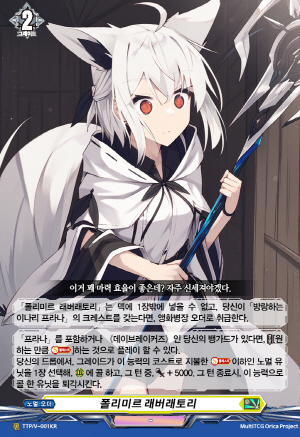 2
그레이드
이거 꽤 마력 효율이 좋은데? 자주 신세져야겠다.
「폴리미르 래버래토리」는 덱에 1장밖에 넣을 수 없고, 당신이 「방랑하는
이나리 프라나」의 크레스트를 갖는다면, 영화병장 오더로 취급한다.
「프라나」를 포함하거나 〈데이브레이커즈〉인 당신의 뱅가드가 있다면,
원하는 만큼 하는 것으로 플레이 할 수 있다.
당신의 드롭에서, 그레이드가 이 능력의 코스트로 지불한 이하인 노멀 유
닛을 1장 선택해, 에 콜 하고, 그 턴 중, + 5000, 그 턴 종료시, 이 능력으로
콜 한 유닛을 퇴각시킨다.
노멀 오더
폴리미르 래버래토리
TTP/V-001KR
MultiTCG Orica Project